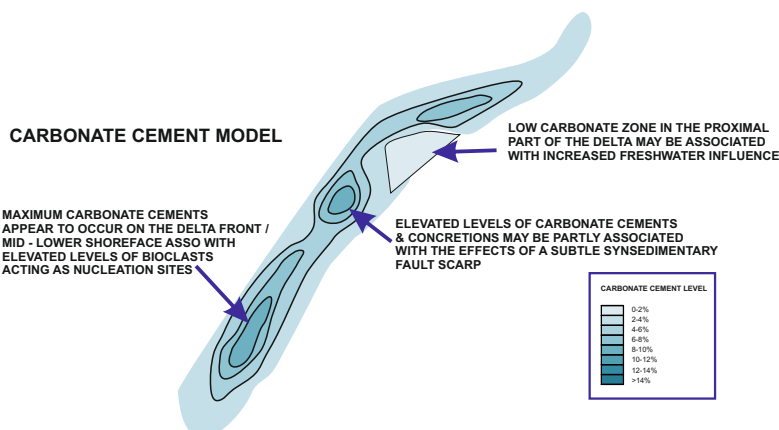 CARBONATE CEMENT MODEL
LOW CARBONATE ZONE IN THE PROXIMAL
PART OF THE DELTA MAY BE ASSOCIATED
WITH INCREASED FRESHWATER INFLUENCE
MAXIMUM CARBONATE CEMENTS
APPEAR TO OCCUR ON THE DELTA FRONT /
MID - LOWER SHOREFACE ASSO WITH
ELEVATED LEVELS OF BIOCLASTS
ACTING AS NUCLEATION SITES
ELEVATED LEVELS OF CARBONATE CEMENTS
& CONCRETIONS MAY BE PARTLY ASSOCIATED
WITH THE EFFECTS OF A SUBTLE SYNSEDIMENTARY
FAULT SCARP
CARBONATE CEMENT LEVEL
0-2%
2-4%
4-6%
6-8%
8-10%
10-12%
12-14%
>14%